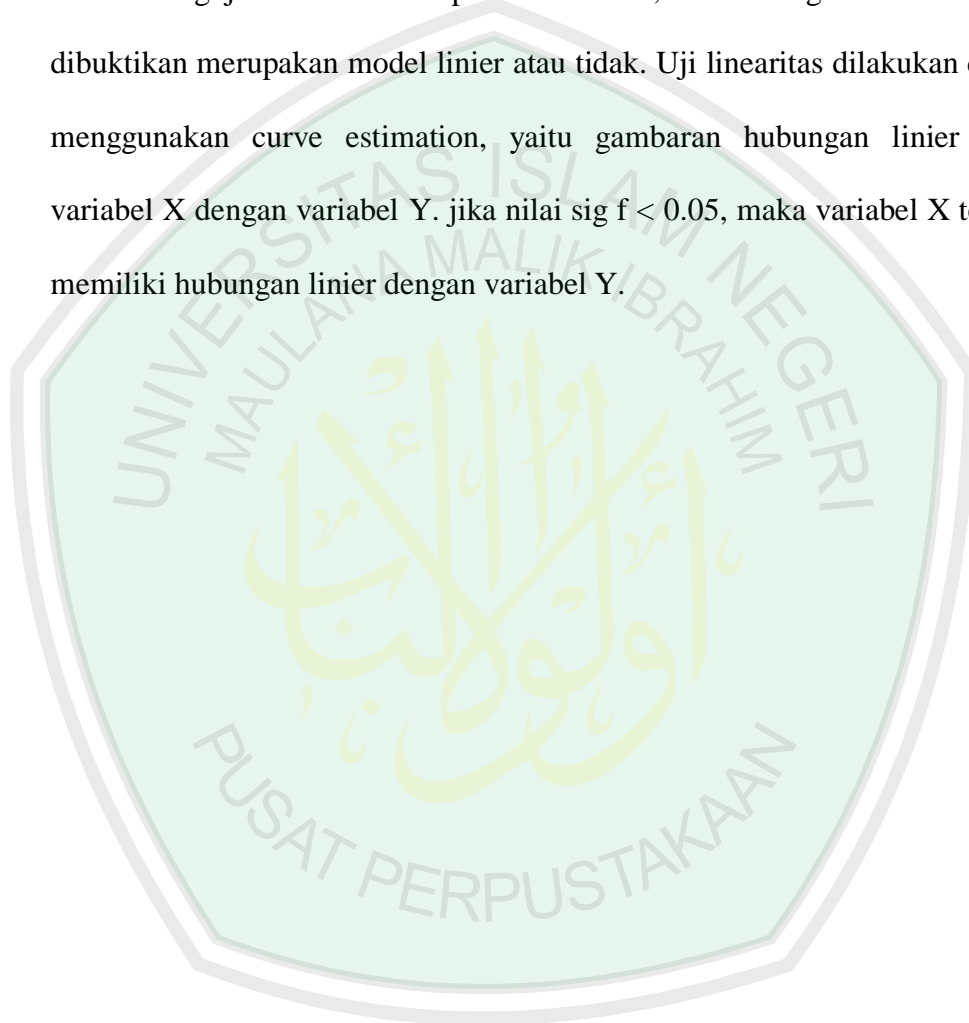 dibuktikan merupakan model linier atau tidak. Uji linearitas dilakukan
menggunakan curve estimation, yaitu gambaran hubungan linier
variabel X dengan variabel Y. jika nilai sig f < 0.05, maka variabel X
memiliki hubungan linier dengan variabel Y.
UNIVERSITAS ISLAM NEGERI
MAULANA MALIK IBRAHIM
أولوا الألباب
PUSAT PERPUSTAKAAN